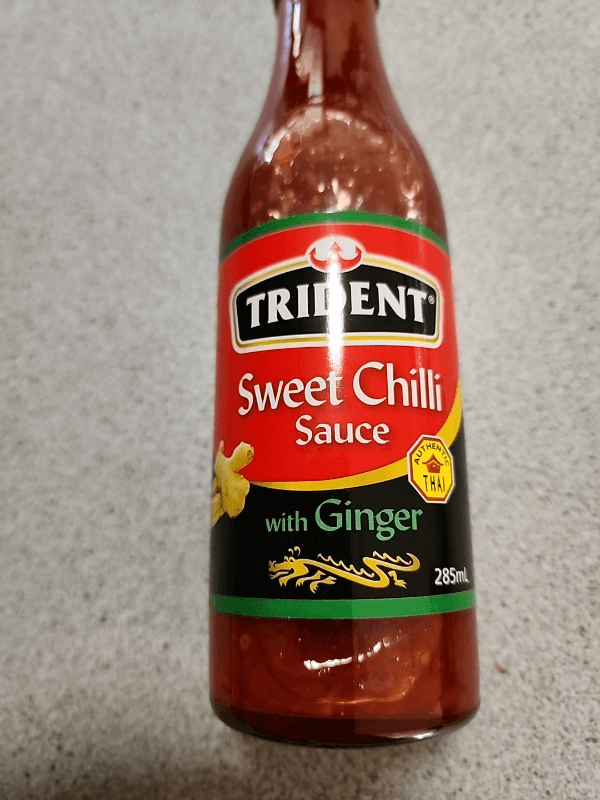 TRIDENT®
Sweet Chilli
Sauce
AUTHENTIC
THAI
with Ginger
285mL